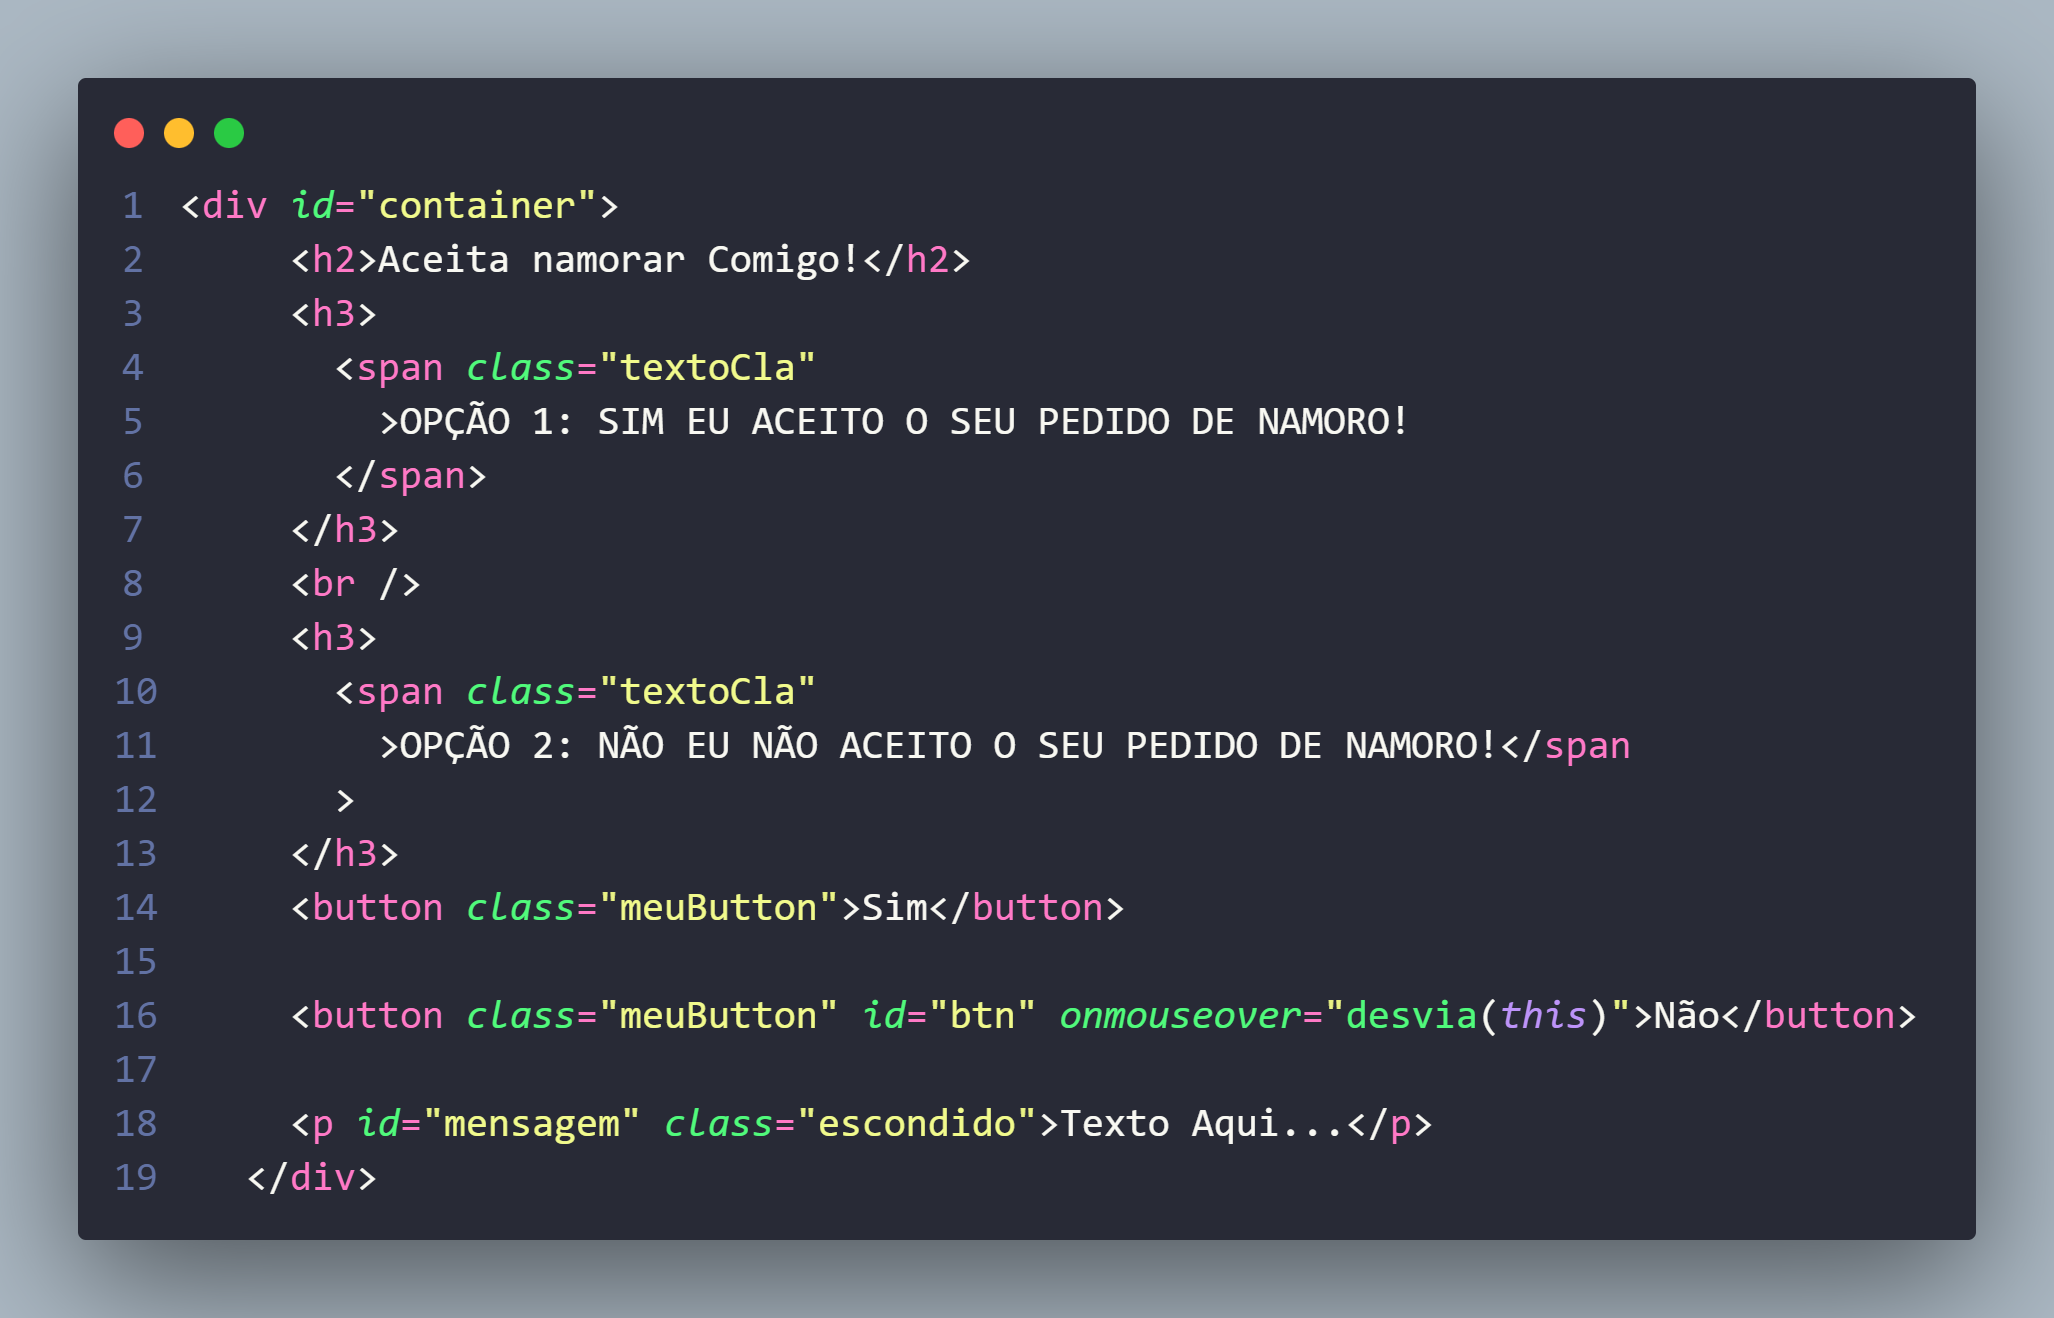 1 <div id="container">
2 <h2>Aceita namorar Comigo!</h2>
3 <h3>
4 <span class="textoCla"
5 >OPÇÃO 1: SIM EU ACEITO O SEU PEDIDO DE NAMORO!
6 </span>
7 </h3>
8 <br />
9 <h3>
10 <span class="textoCla"
11 >OPÇÃO 2: NÃO EU NÃO ACEITO O SEU PEDIDO DE NAMORO!</span
12 >
13 </h3>
14 <button class="meuButton">Sim</button>
15
16 <button class="meuButton" id="btn" onmouseover="desvia(this)">Não</button>
17
18 <p id="mensagem" class="escondido">Texto Aqui...</p>
19 </div>